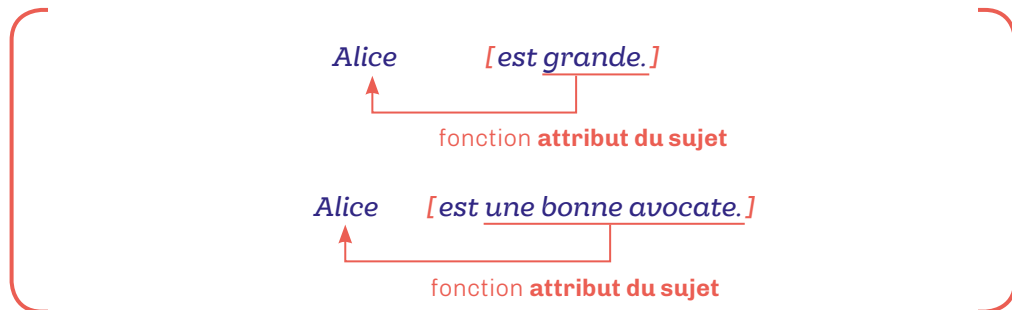 Alice [est grande.]
fonction attribut du sujet
Alice [est une bonne avocate.]
fonction attribut du sujet